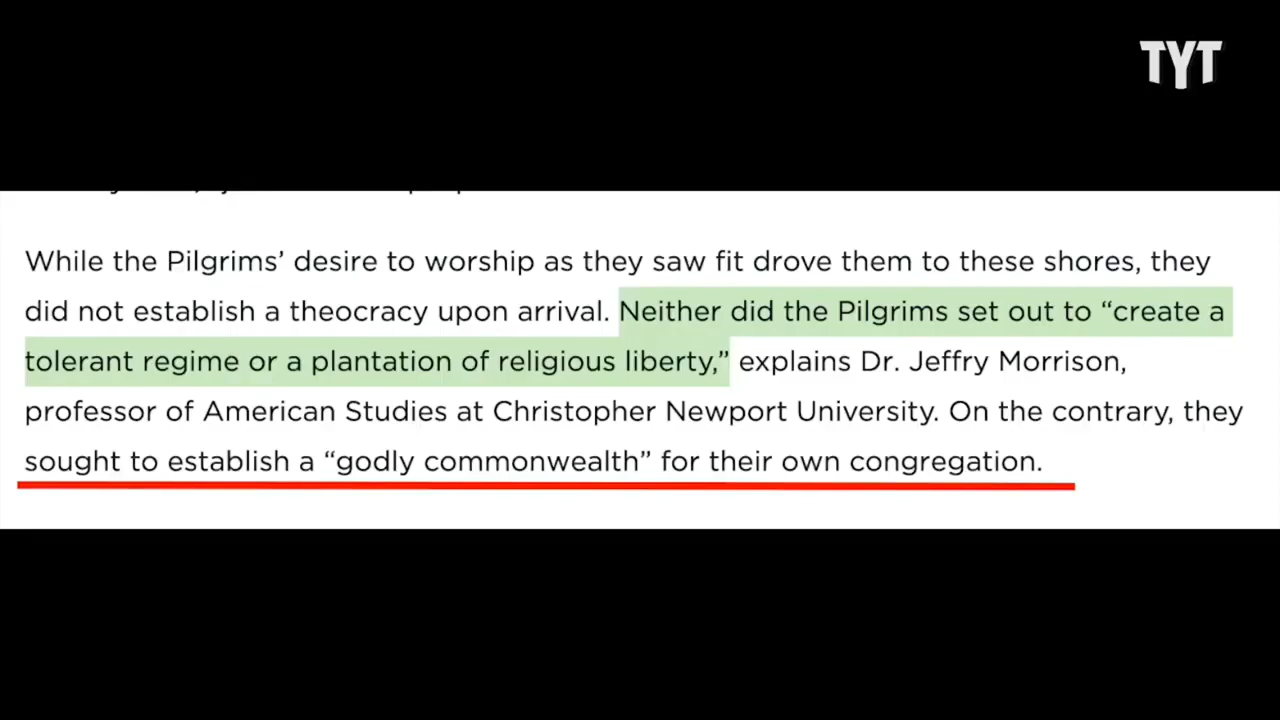 TYT
While the Pilgrims’ desire to worship as they saw fit drove them to these shores, they
did not establish a theocracy upon arrival. Neither did the Pilgrims set out to “create a
tolerant regime or a plantation of religious liberty,” explains Dr. Jeffry Morrison,
professor of American Studies at Christopher Newport University. On the contrary, they
sought to establish a “godly commonwealth” for their own congregation.